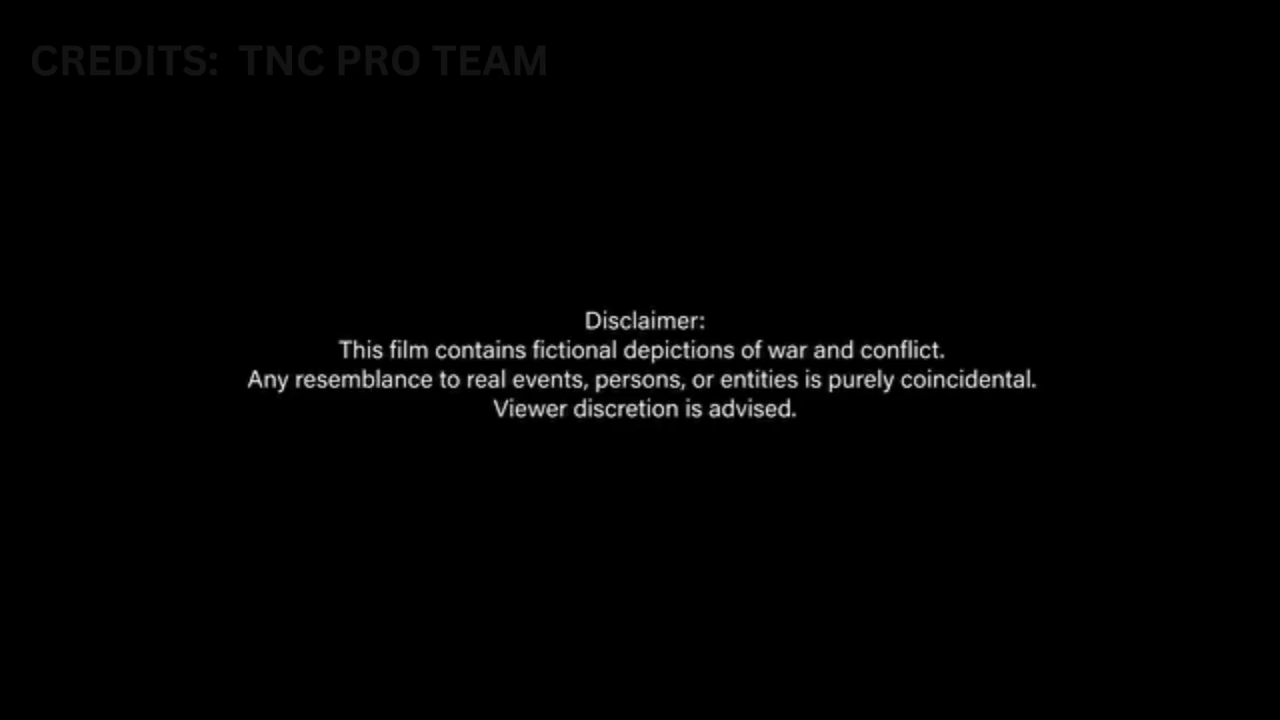 CREDITS: TNC PRO TEAM
Disclaimer:
This film contains fictional depictions of war and conflict.
Any resemblance to real events, persons, or entities is purely coincidental.
Viewer discretion is advised.